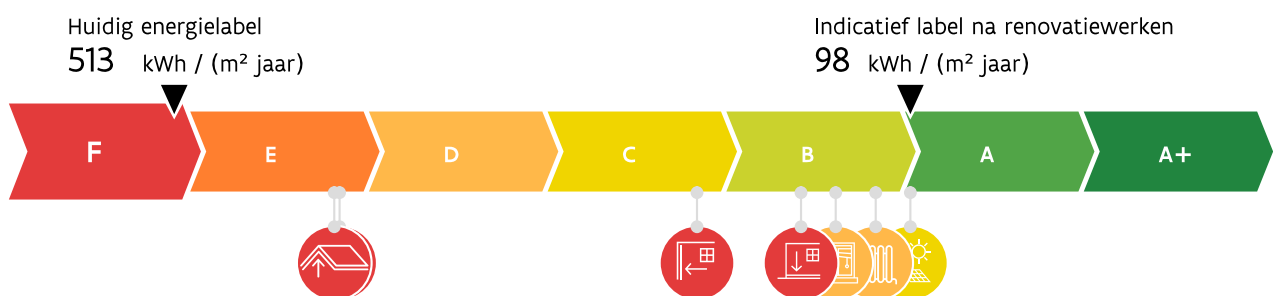 Huidig energielabel
513 kWh / (m² jaar)
Indicatief label na renovatiewerken
98 kWh / (m² jaar)
F E D C B A A+